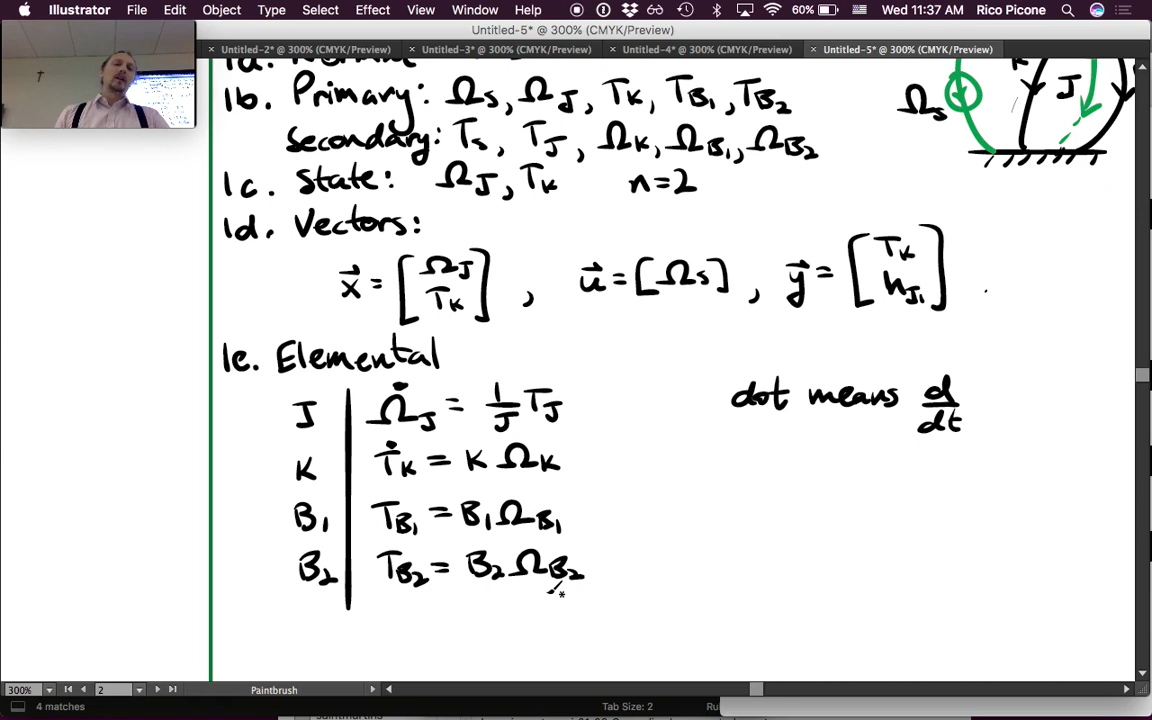 Illustrator File Edit Object Type Select Effect View Window Help 60% Wed 11:37 AM Rico Picone
Untitled-5* @ 300% (CMYK/Preview)
Untitled-2* @ 300% (CMYK/Preview) Untitled-3* @ 300% (CMYK/Preview) Untitled-4* @ 300% (CMYK/Preview) Untitled-5* @ 300% (CMYK/Preview)
1a. Normal
K J Ωs
1b. Primary: Ωs, ΩJ, TK, TB1, TB2
secondary: Ts, TJ, ΩK, ΩB1, ΩB2
1c. State: ΩJ, TK n=2
1d. Vectors:
x⃗ = [ΩJ TK], u⃗ = [Ωs], y⃗ = [TK hJ1].
1e. Elemental
J | Ω̇J = 1/J TJ dot means d/dt
K | ṪK = K ΩK
B1 | TB1 = B1 ΩB1
B2 | TB2 = B2 ΩB2
300% 2 Paintbrush
4 matches Tab Size: 2